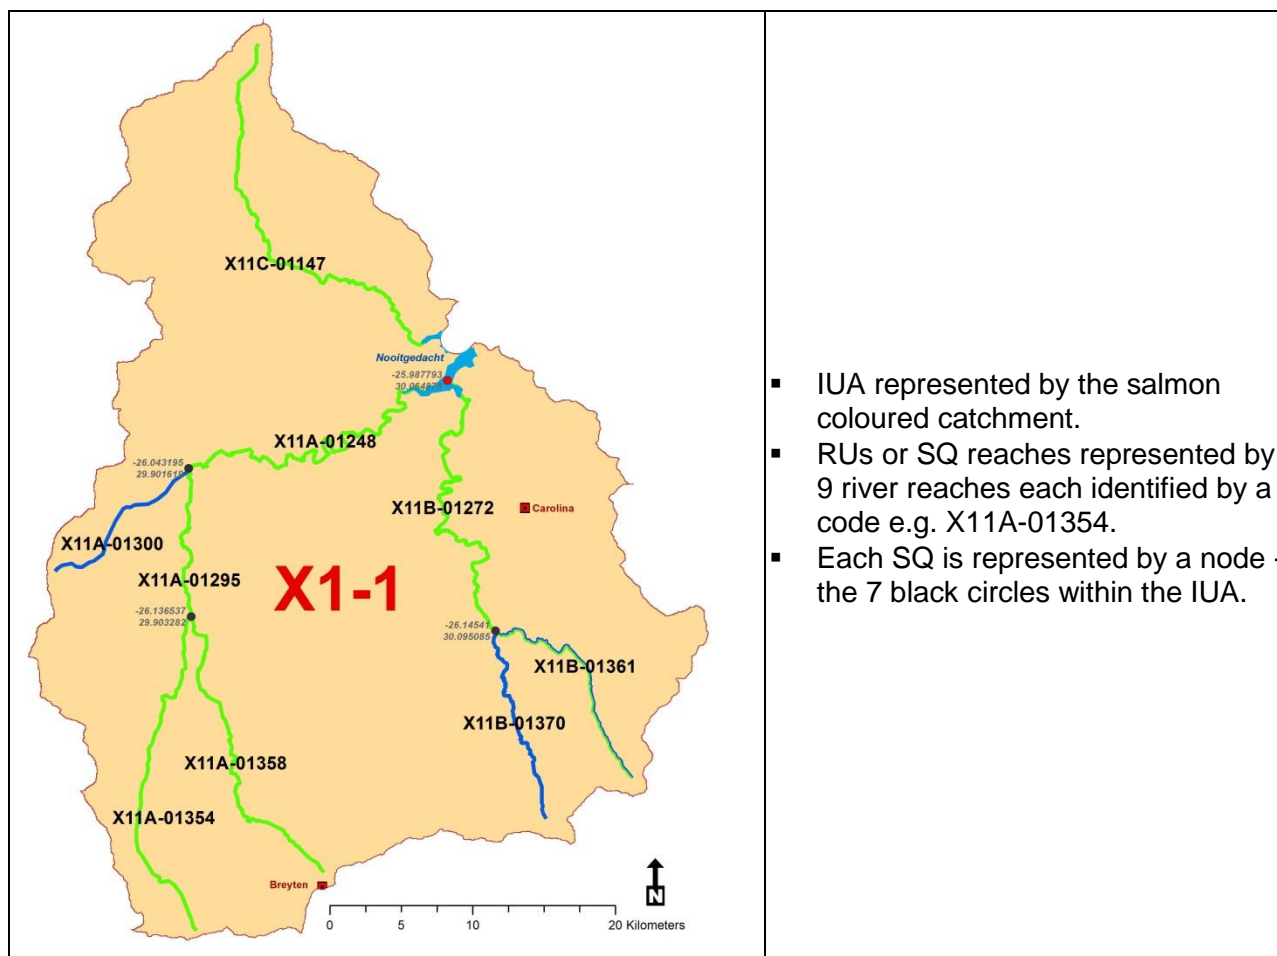 X11C-01147
Nooitgedacht
-25.987793
X11A-01248
-26.043195
29.901619
X11B-01272
Carolina
X11A-01300
X11A-01295
X1-1
-26.136537
29.903282
-26.14541
30.095085
X11B-01361
X11B-01370
X11A-01358
X11A-01354
Breyten
N
0 5 10 20 Kilometers
▪ IUA represented by the salmon
coloured catchment.
▪ RUs or SQ reaches represented by
9 river reaches each identified by a
code e.g. X11A-01354.
▪ Each SQ is represented by a node -
the 7 black circles within the IUA.